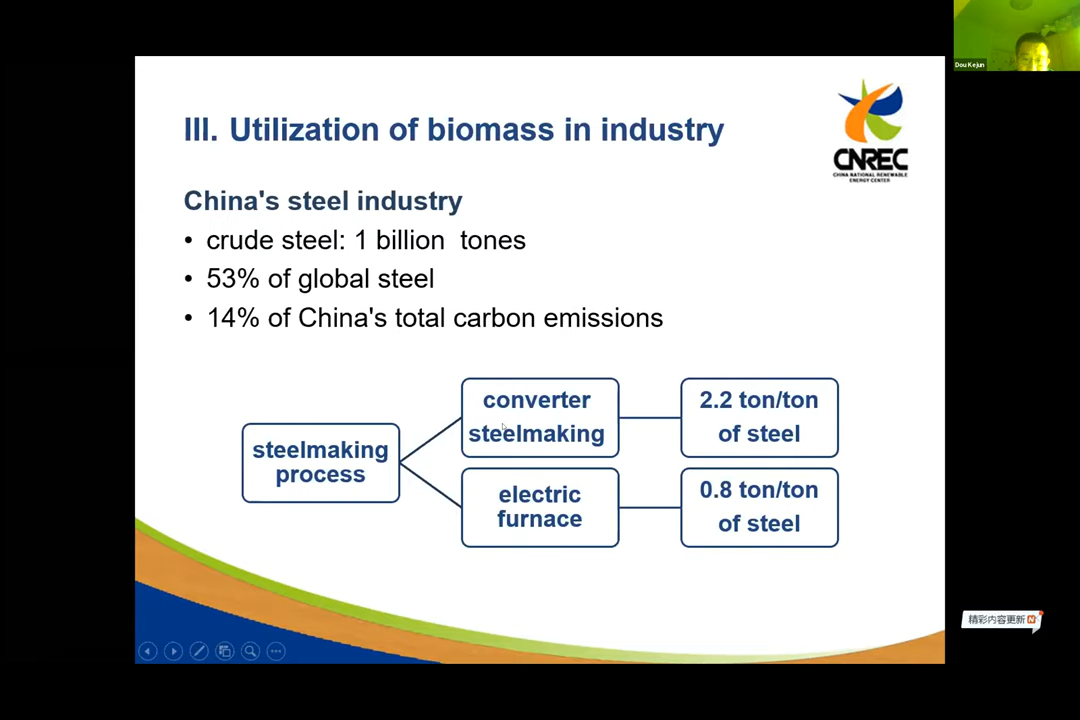 Dou Kejun
III. Utilization of biomass in industry
CNREC
CHINA NATIONAL RENEWABLE
ENERGY CENTER
China's steel industry
• crude steel: 1 billion tones
• 53% of global steel
• 14% of China's total carbon emissions
converter
steelmaking
2.2 ton/ton
of steel
steelmaking
process
electric
furnace
0.8 ton/ton
of steel
精彩内容更新 N